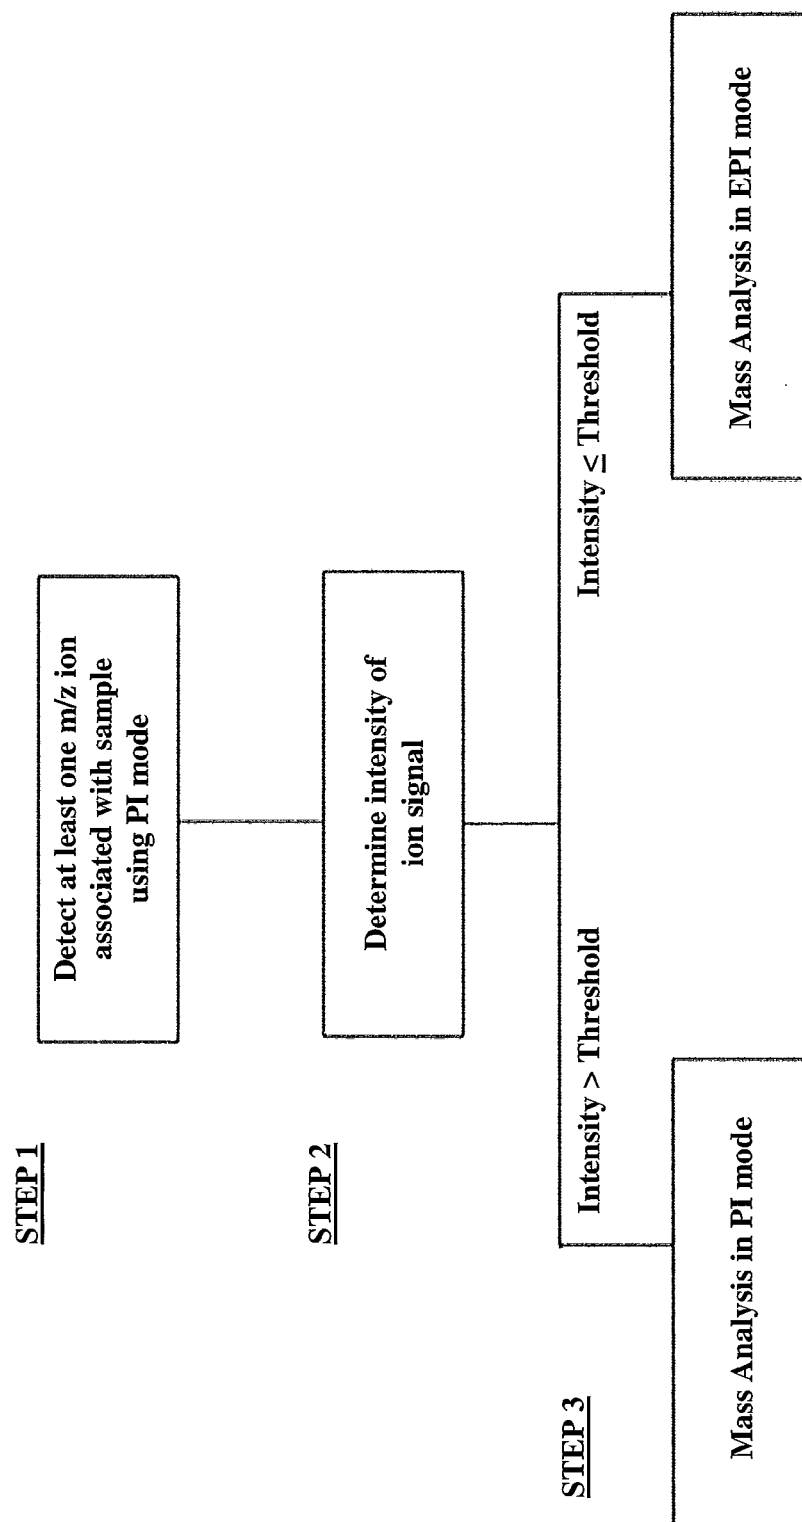 STEP 1
Detect at least one m/z ion
associated with sample
using PI mode
STEP 2
Determine intensity of
ion signal
STEP 3
Intensity > Threshold
Intensity ≤ Threshold
Mass Analysis in PI mode
Mass Analysis in EPI mode